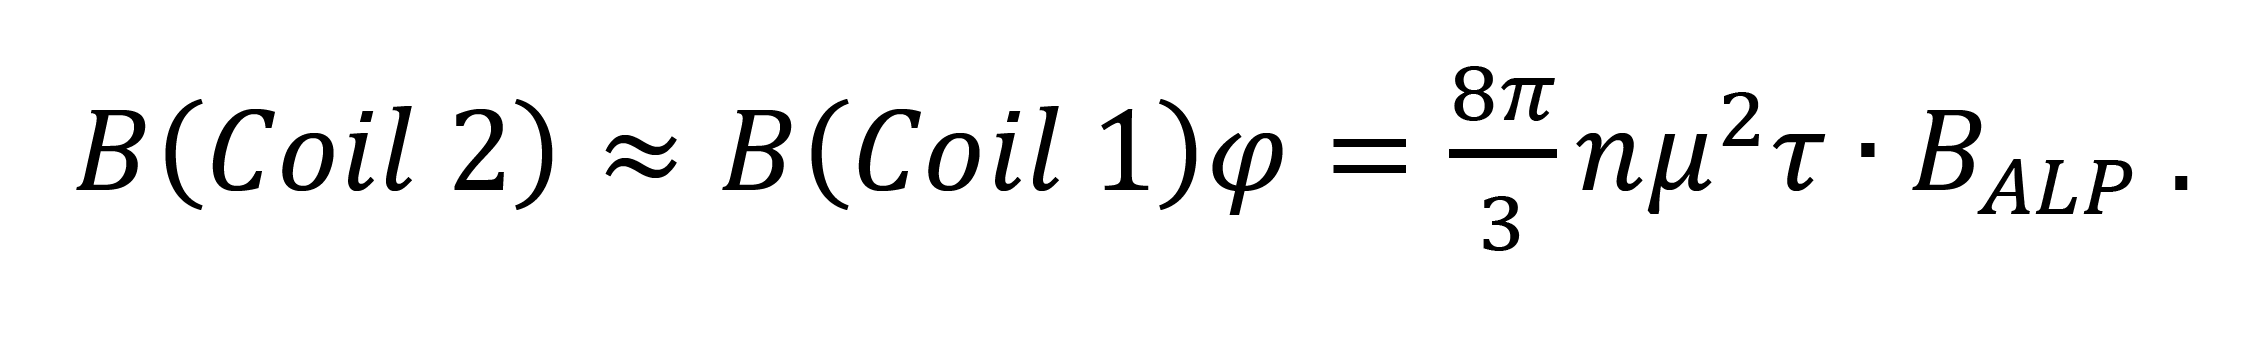 B(Coil 2) ≈ B(Coil 1)φ = 8π/3 nμ²τ · B_ALP .